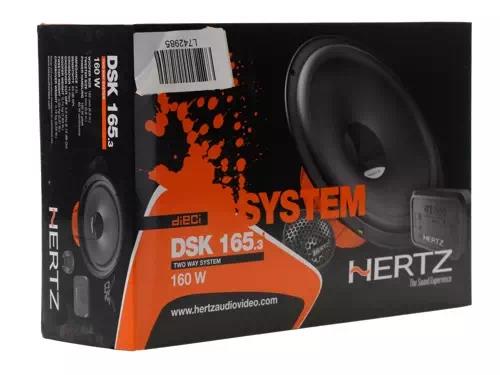 L742985
DSK 165.3
160 W
HERTZ
SYSTEM
dieci
DSK 165.3
TWO WAY SYSTEM
160 W
www.hertzaudiovideo.com
HERTZ
HERTZ
The Sound Experience